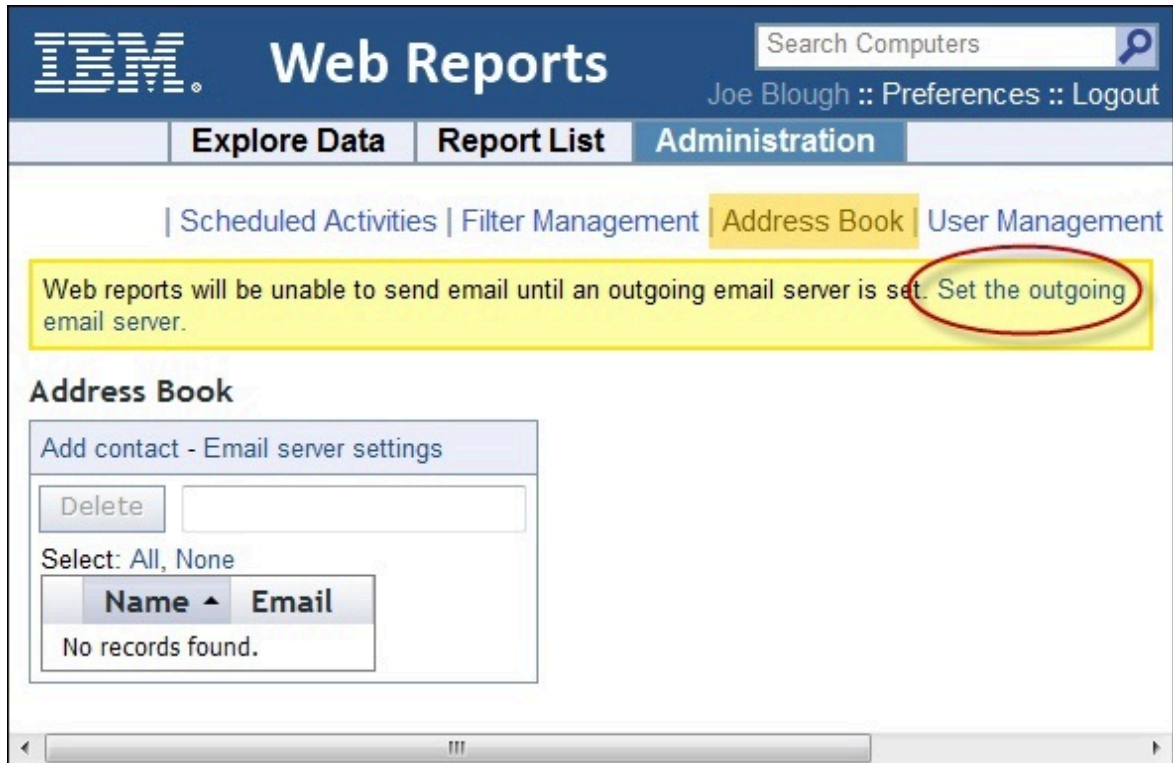 IBM. Web Reports
Search Computers
Joe Blough :: Preferences :: Logout
Explore Data Report List Administration
| Scheduled Activities | Filter Management | Address Book | User Management
Web reports will be unable to send email until an outgoing email server is set. Set the outgoing
email server.
Address Book
Add contact - Email server settings
Delete
Select: All, None
Name Email
No records found.